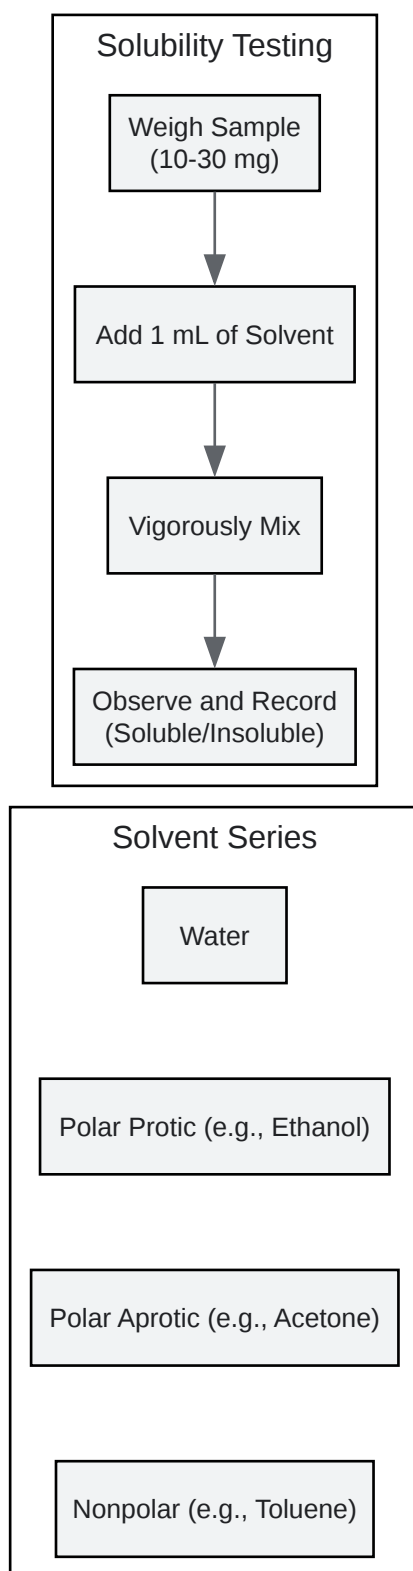 Solubility Testing
Weigh Sample
(10-30 mg)
Add 1 mL of Solvent
Vigorously Mix
Observe and Record
(Soluble/Insoluble)
Solvent Series
Water
Polar Protic (e.g., Ethanol)
Polar Aprotic (e.g., Acetone)
Nonpolar (e.g., Toluene)